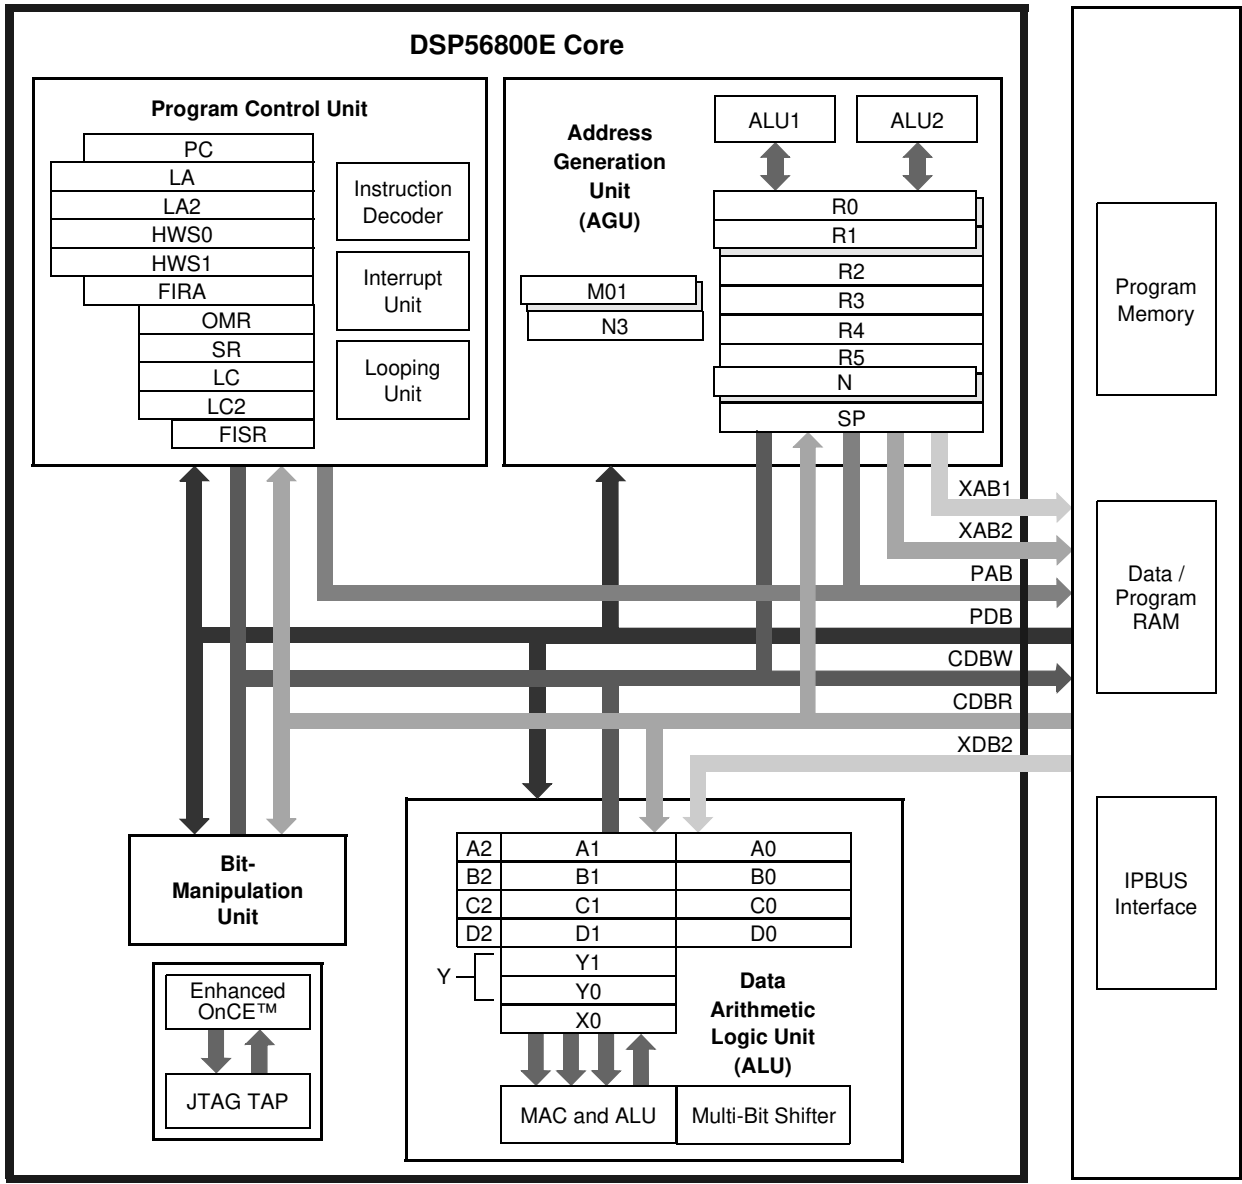 DSP56800E Core
Program Control Unit
PC
LA
LA2
HWS0
HWS1
FIRA
OMR
SR
LC
LC2
FISR
Instruction
Decoder
Interrupt
Unit
Looping
Unit
Address
Generation
Unit
(AGU)
ALU1
ALU2
R0
R1
R2
R3
R4
R5
N
SP
M01
N3
XAB1
XAB2
PAB
PDB
CDBW
CDBR
XDB2
Program
Memory
Data /
Program
RAM
IPBUS
Interface
Bit-
Manipulation
Unit
Enhanced
OnCE™
JTAG TAP
A2 A1 A0
B2 B1 B0
C2 C1 C0
D2 D1 D0
Y
Y1
Y0
X0
Data
Arithmetic
Logic Unit
(ALU)
MAC and ALU
Multi-Bit Shifter